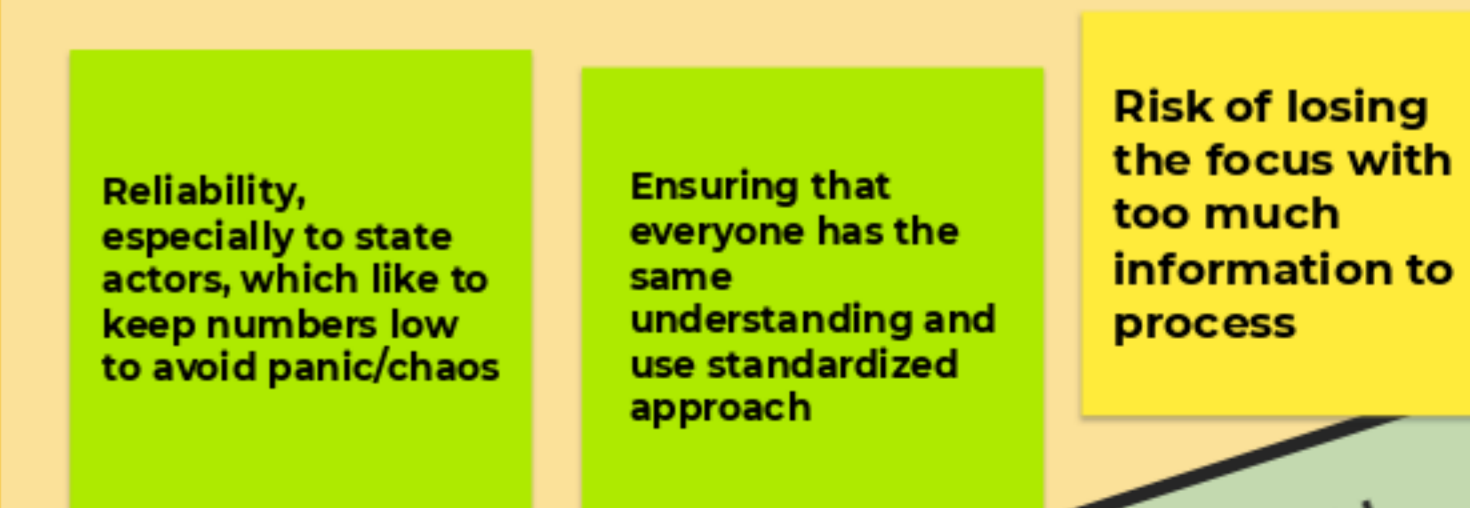 Reliability,
especially to state
actors, which like to
keep numbers low
to avoid panic/chaos
Ensuring that
everyone has the
same
understanding and
use standardized
approach
Risk of losing
the focus with
too much
information to
process